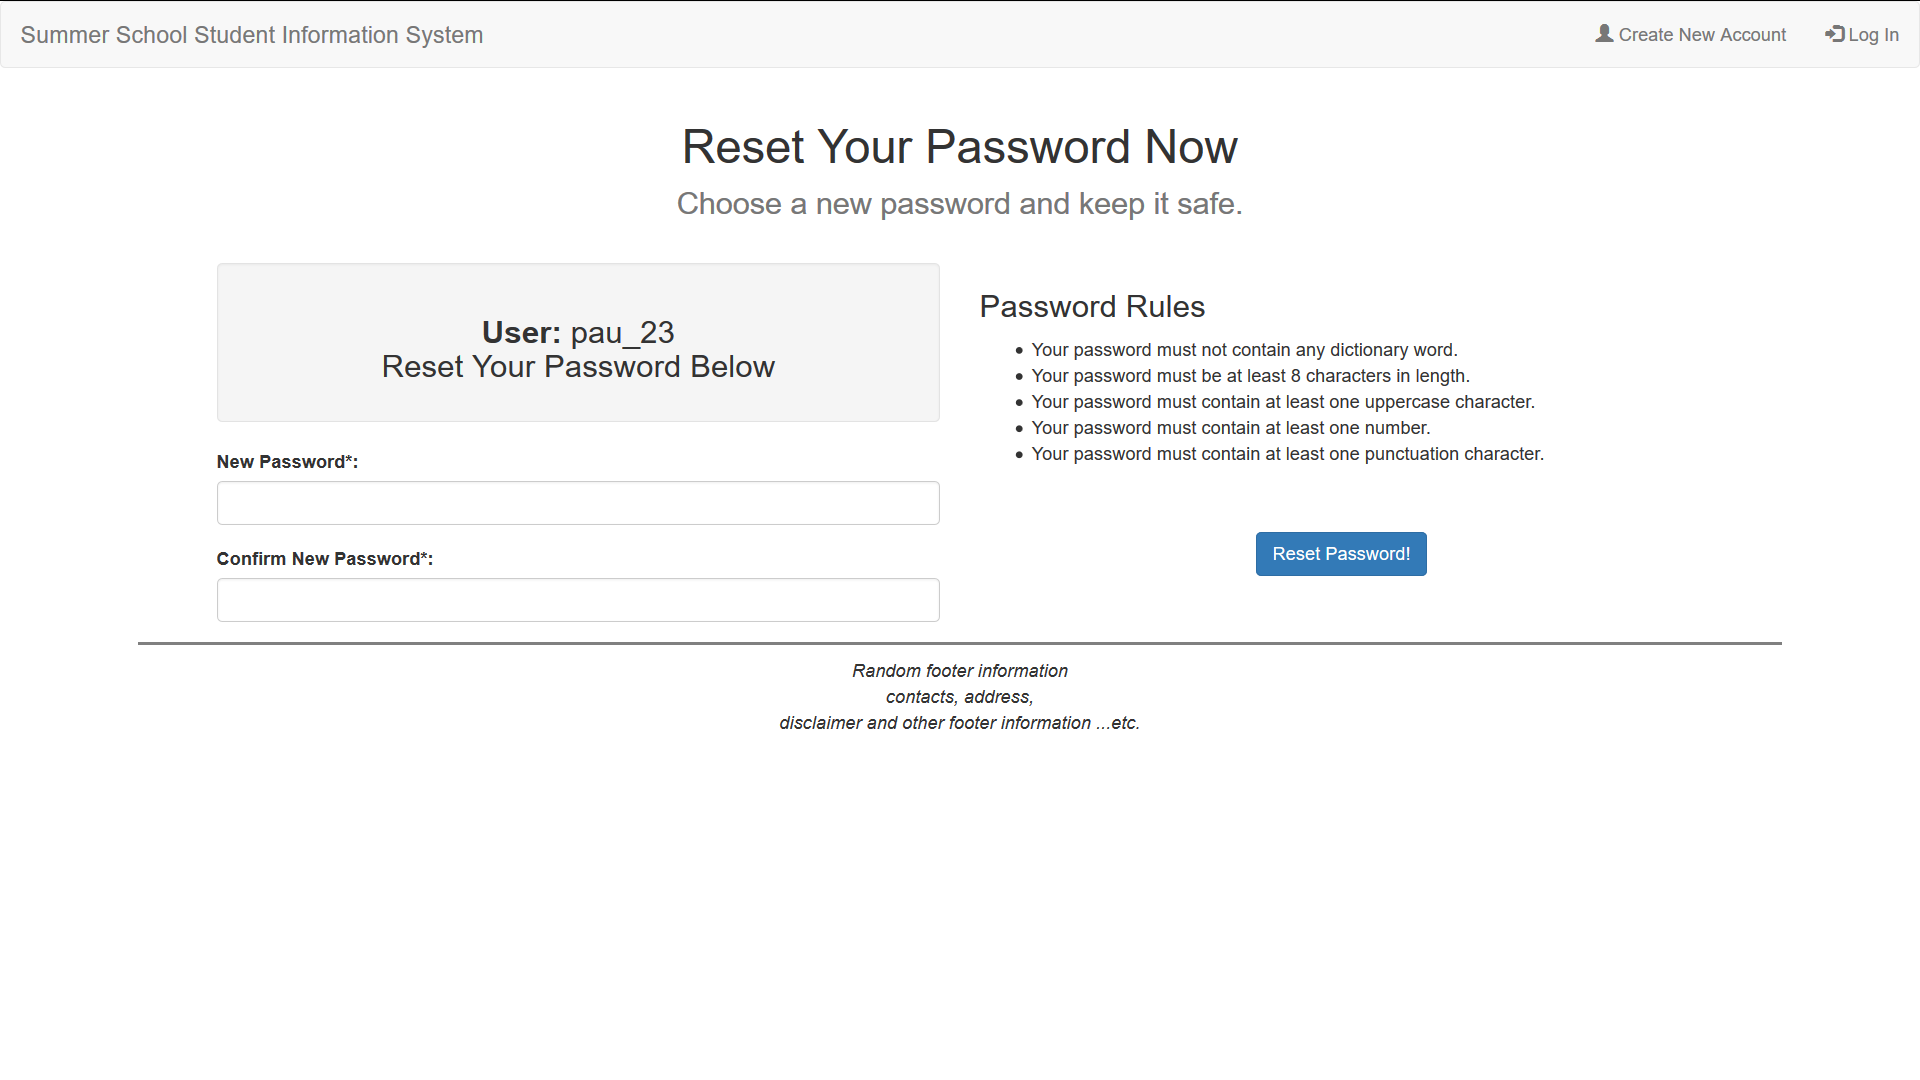 Summer School Student Information System
Create New Account
Log In
Reset Your Password Now
Choose a new password and keep it safe.
User: pau_23
Reset Your Password Below
New Password*:
Confirm New Password*:
Password Rules
Your password must not contain any dictionary word.
Your password must be at least 8 characters in length.
Your password must contain at least one uppercase character.
Your password must contain at least one number.
Your password must contain at least one punctuation character.
Reset Password!
Random footer information
contacts, address,
disclaimer and other footer information ...etc.